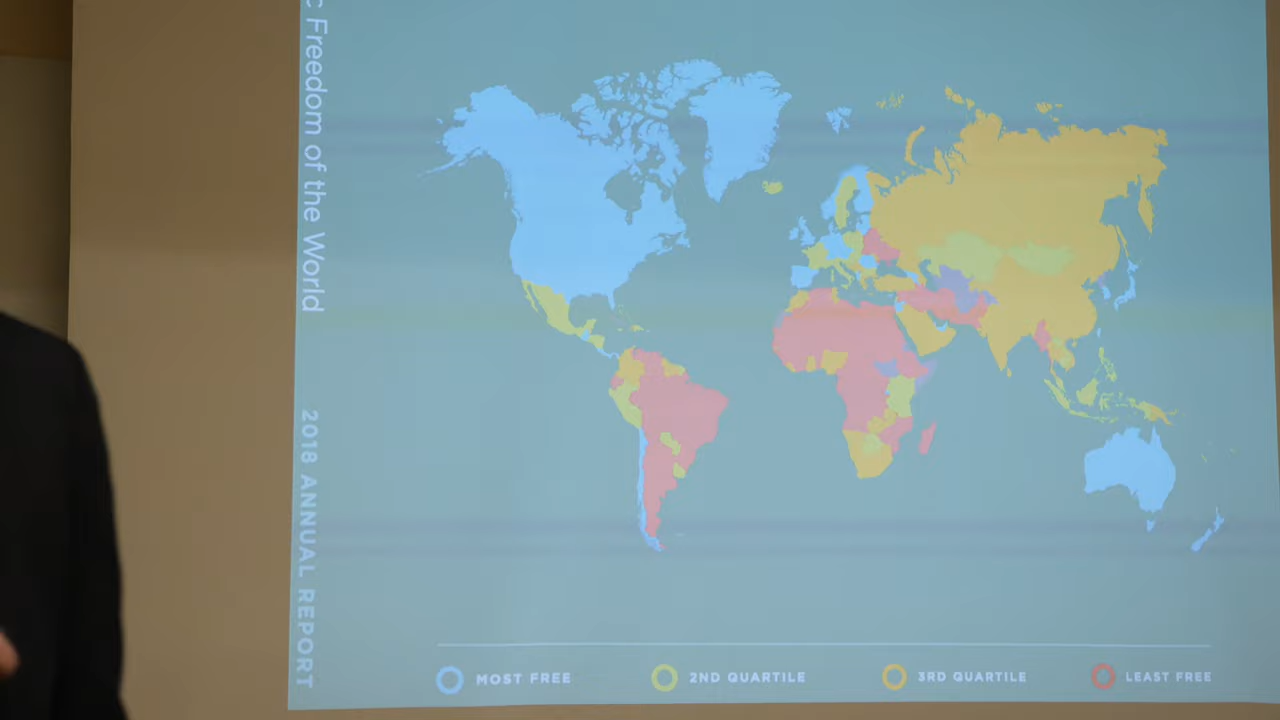 c Freedom of the World
2018 ANNUAL REPORT
MOST FREE
2ND QUARTILE
3RD QUARTILE
LEAST FREE